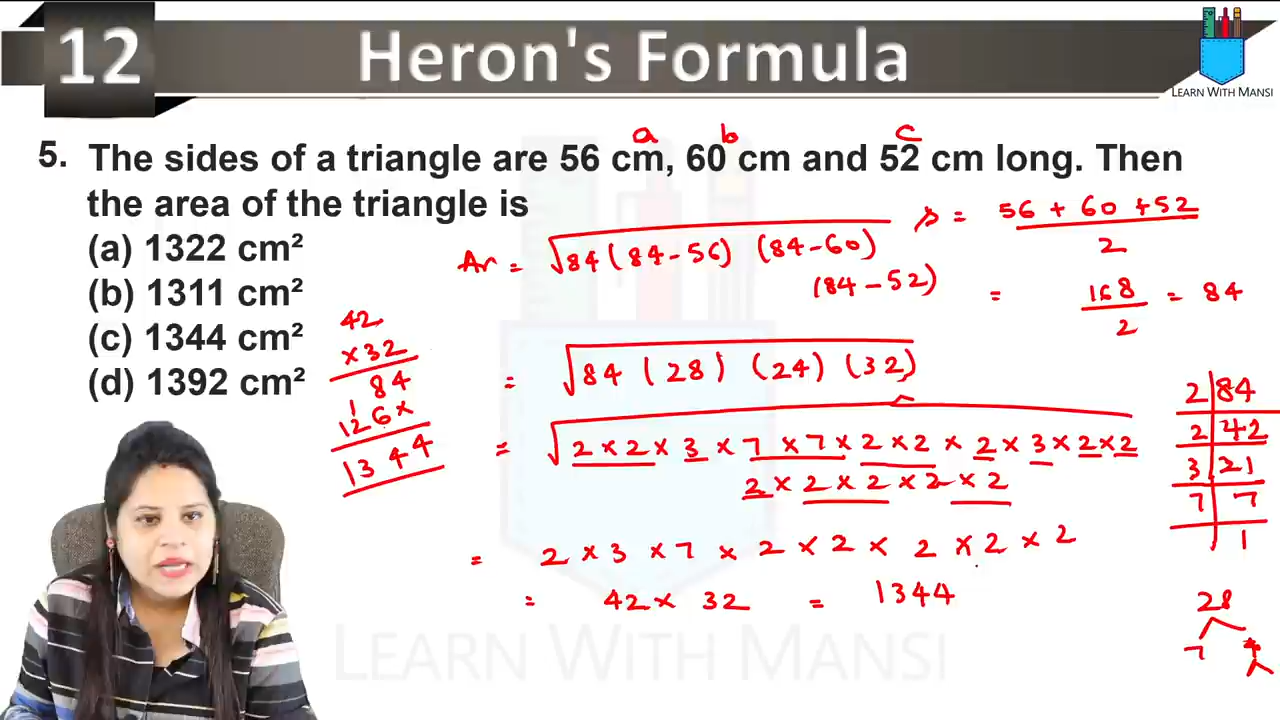 12 Heron's Formula
LEARN WITH MANSI
a b c
5. The sides of a triangle are 56 cm, 60 cm and 52 cm long. Then
the area of the triangle is
(a) 1322 cm²
(b) 1311 cm²
(c) 1344 cm²
(d) 1392 cm²
s = 56 + 60 + 52
2
= 168 = 84
2
Ar = √84 (84-56) (84-60)
(84-52)
= √84 (28) (24) (32)
= √2×2×3×7×7×2×2×2×3×2×2
2×2×2×2×2
= 2×3×7×2×2×2×2×2
= 42× 32 = 1344
42
×32
84
1
126×
1344
2 84
2 42
3 21
7 7
1
28
7 4
LEARN WITH MANSI